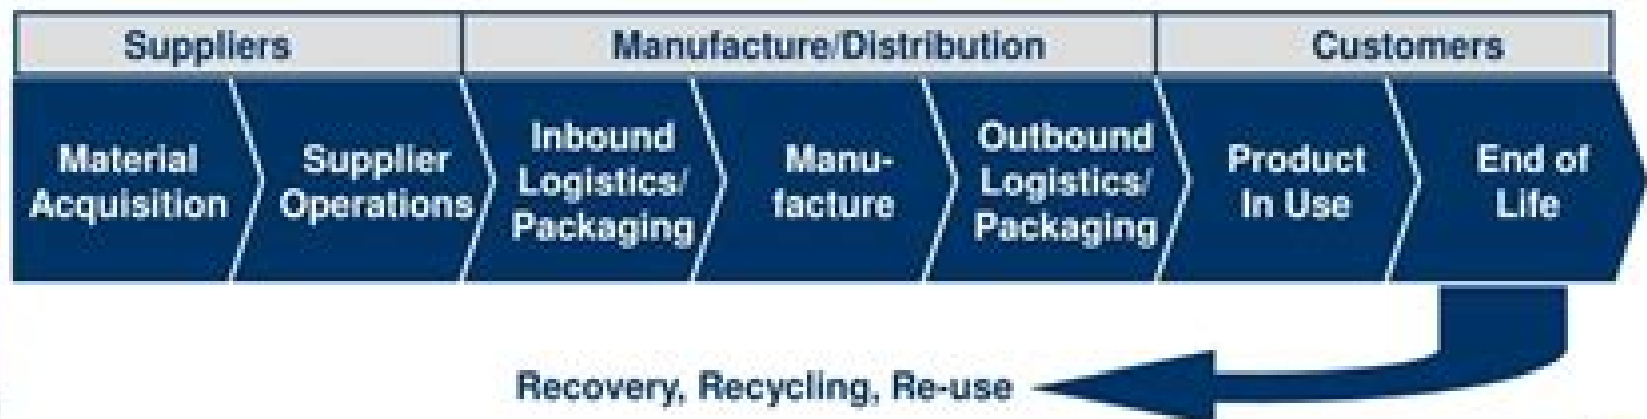 Suppliers
Manufacture/Distribution
Customers
Material
Acquisition
Supplier
Operations
Inbound
Logistics/
Packaging
Manu-
facture
Outbound
Logistics/
Packaging
Product
In Use
End of
Life
Recovery, Recycling, Re-use